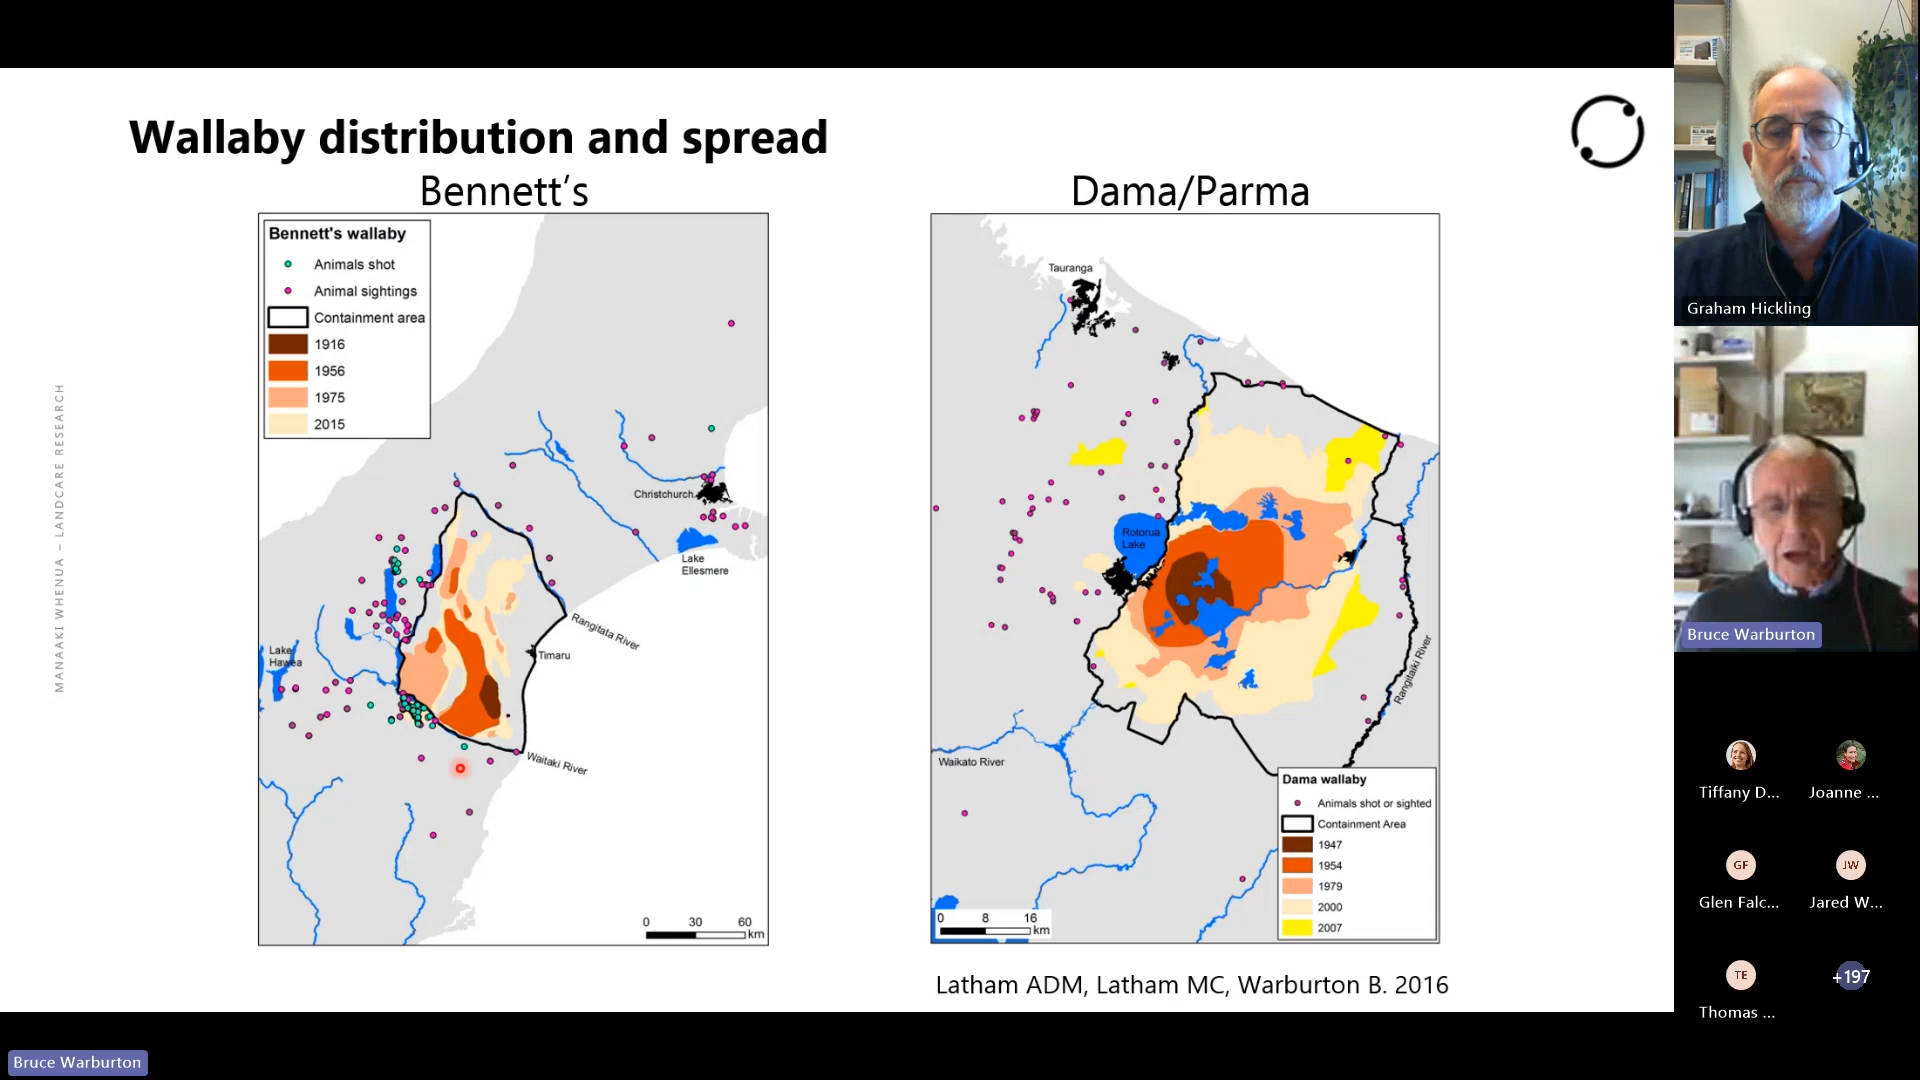 Wallaby distribution and spread
Bennett's
Dama/Parma
Bennett's wallaby
Animals shot
Animal sightings
Containment area
1916
1956
1975
2015
Christchurch
Lake
Ellesmere
Rangitata River
Timaru
Lake
Hawea
Waitaki River
0 30 60
km
Tauranga
Rotorua
Lake
Rangitaiki River
Waikato River
0 8 16
km
Dama wallaby
Animals shot or sighted
Containment Area
1947
1954
1979
2000
2007
Latham ADM, Latham MC, Warburton B. 2016
MANAAKI WHENUA – LANDCARE RESEARCH
Graham Hickling
Bruce Warburton
Tiffany D...
Joanne ...
GF
Glen Falc...
JW
Jared W...
TE
Thomas ...
+197
Bruce Warburton